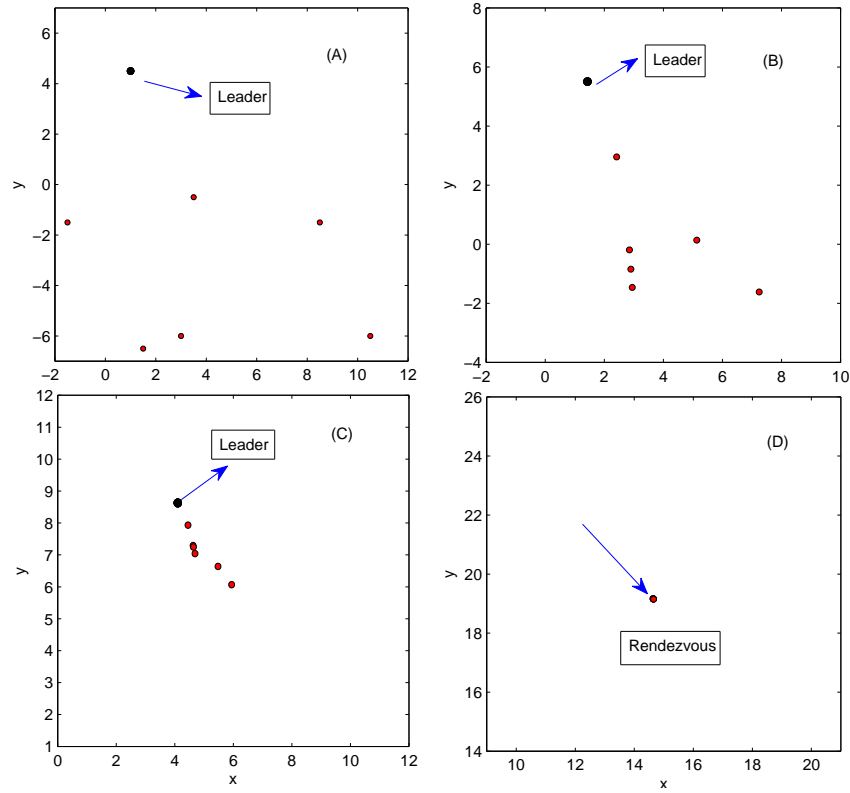 6
4
2
0
−2
−4
−6
y
(A)
Leader
−2 0 2 4 6 8 10 12
8
6
4
2
0
−2
−4
y
(B)
Leader
−2 0 2 4 6 8 10
12
11
10
9
8
7
6
5
4
3
2
1
y
(C)
Leader
0 2 4 6 8 10 12
x
26
24
22
20
18
16
14
y
(D)
Rendezvous
10 12 14 16 18 20
x